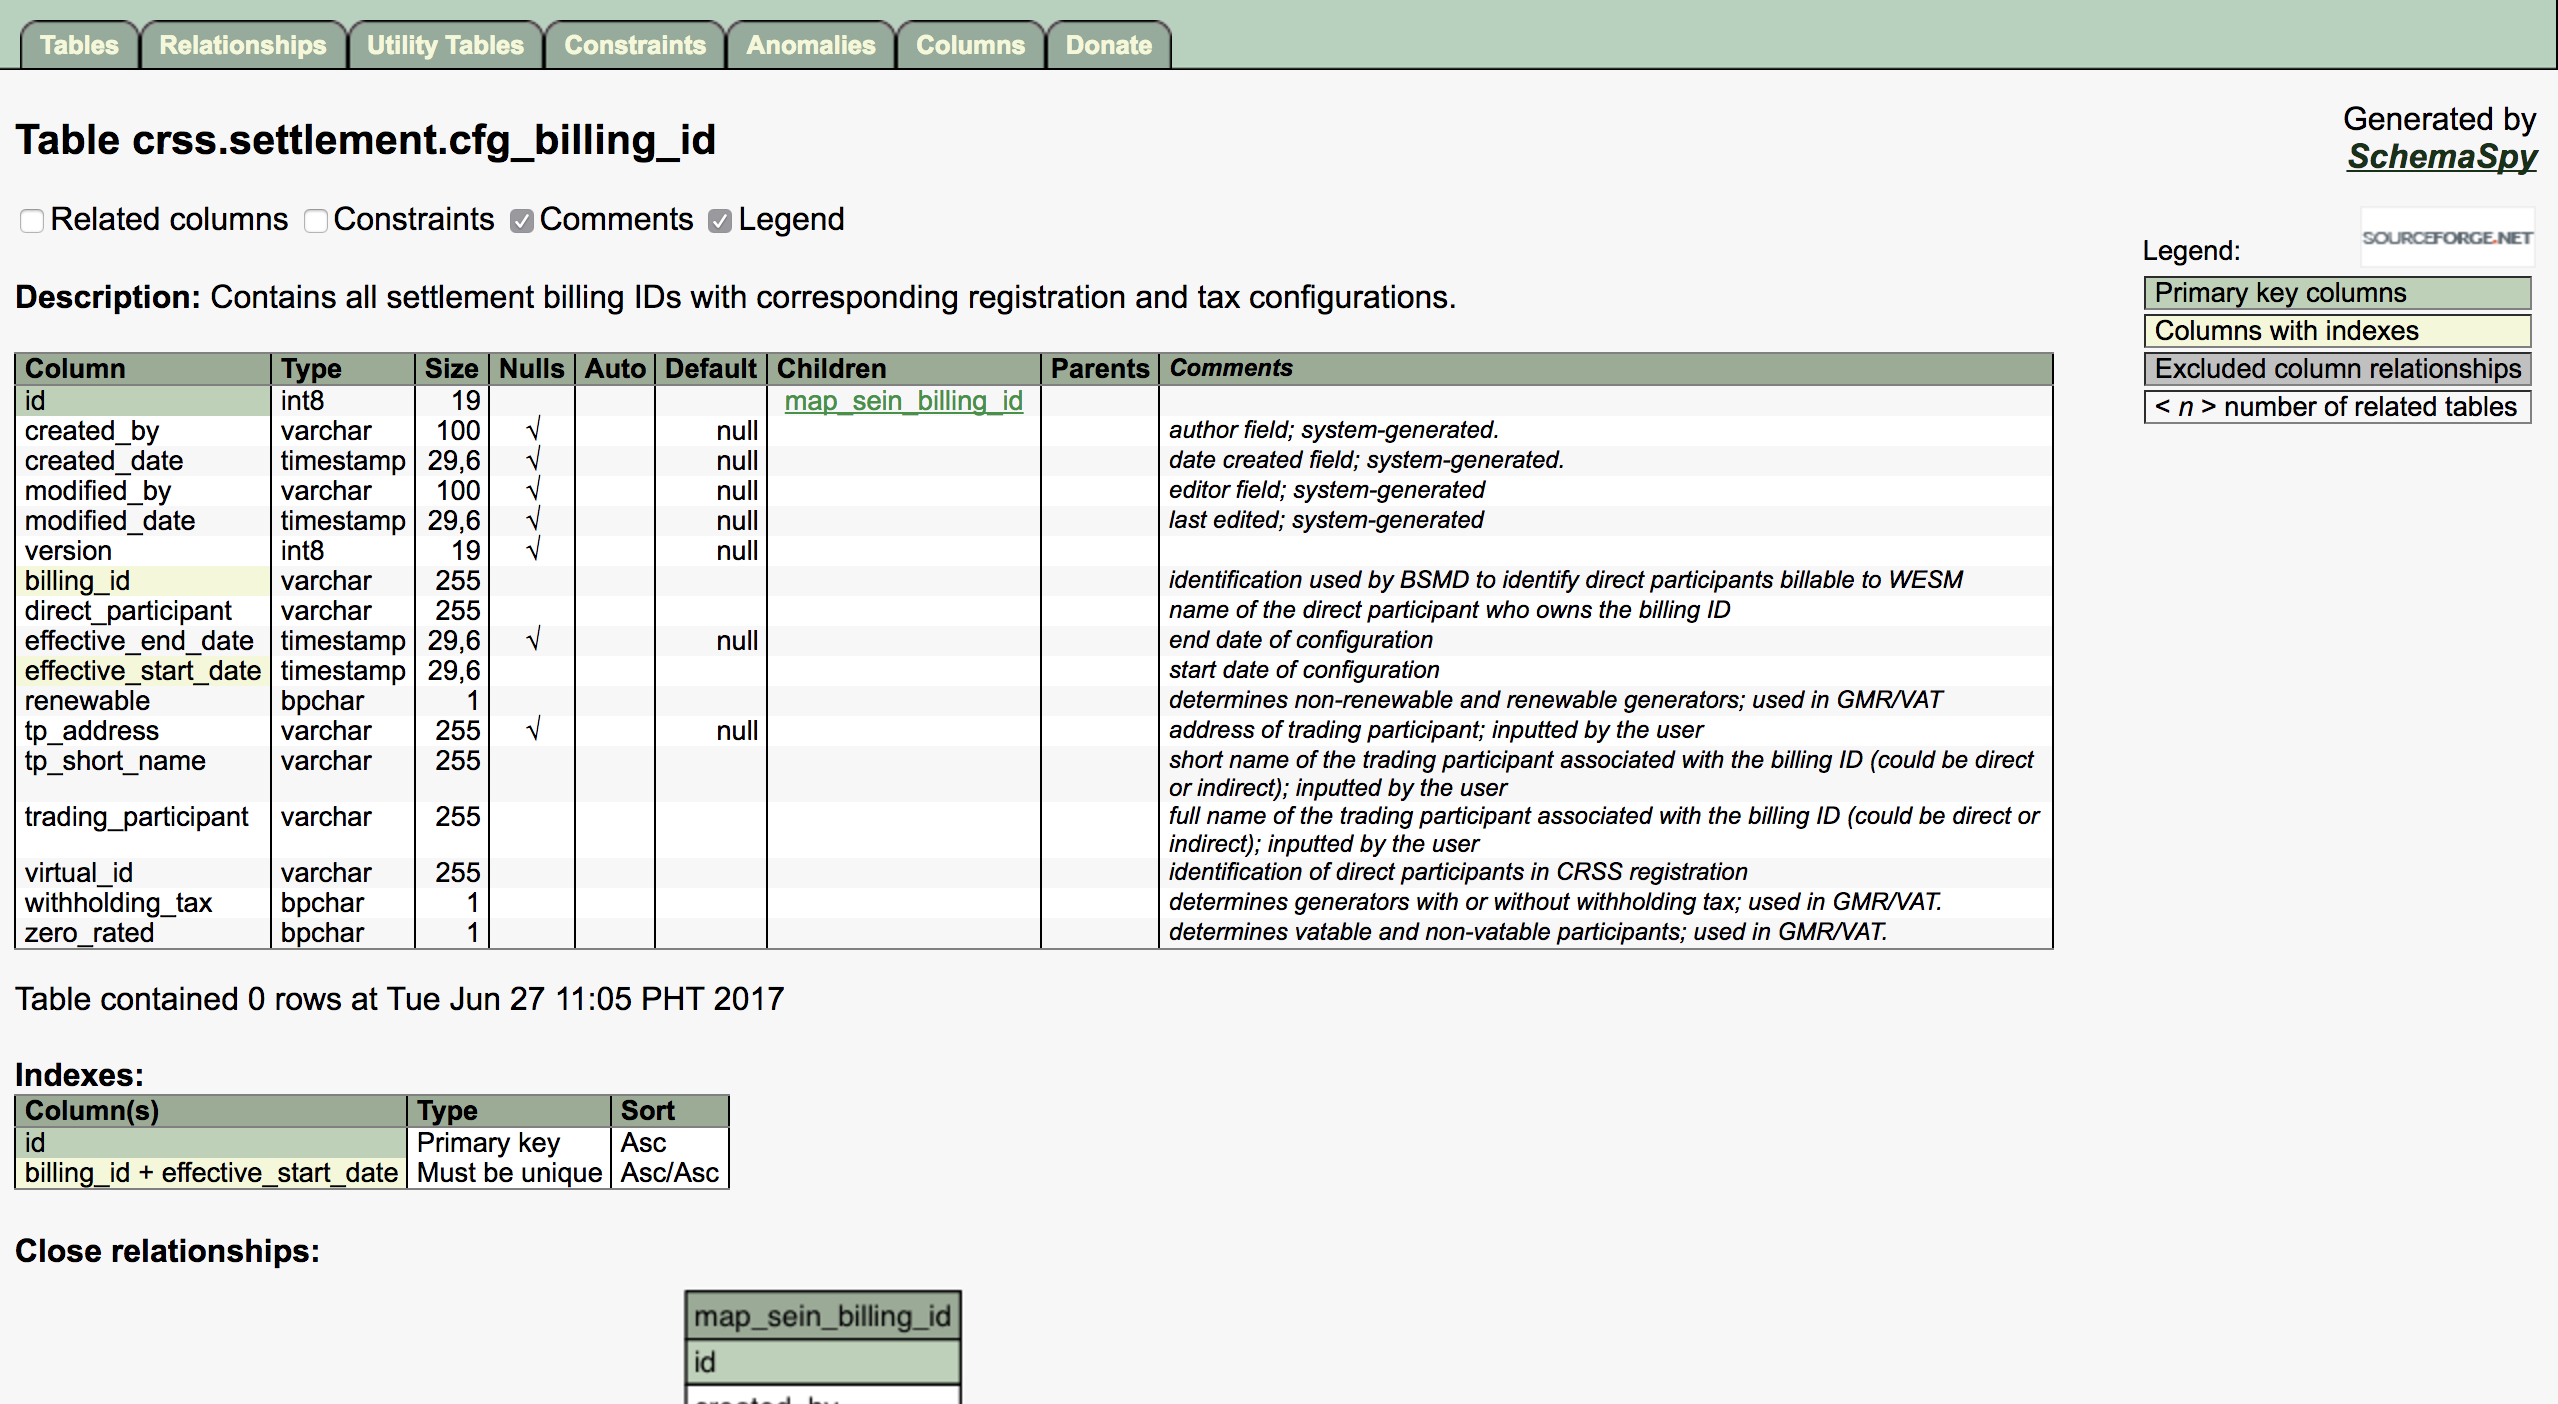 Tables Relationships Utility Tables Constraints Anomalies Columns Donate
Table crss.settlement.cfg_billing_id
Generated by
SchemaSpy
Related columns Constraints Comments Legend
SOURCEFORGE.NET
Legend:
Primary key columns
Columns with indexes
Excluded column relationships
< n > number of related tables
Description: Contains all settlement billing IDs with corresponding registration and tax configurations.
Column Type Size Nulls Auto Default Children Parents Comments
id int8 19 map_sein_billing_id
created_by varchar 100 √ null author field; system-generated.
created_date timestamp 29,6 √ null date created field; system-generated.
modified_by varchar 100 √ null editor field; system-generated
modified_date timestamp 29,6 √ null last edited; system-generated
version int8 19 √ null
billing_id varchar 255 identification used by BSMD to identify direct participants billable to WESM
direct_participant varchar 255 name of the direct participant who owns the billing ID
effective_end_date timestamp 29,6 √ null end date of configuration
effective_start_date timestamp 29,6 start date of configuration
renewable bpchar 1 determines non-renewable and renewable generators; used in GMR/VAT
tp_address varchar 255 √ null address of trading participant; inputted by the user
tp_short_name varchar 255 short name of the trading participant associated with the billing ID (could be direct
or indirect); inputted by the user
trading_participant varchar 255 full name of the trading participant associated with the billing ID (could be direct or
indirect); inputted by the user
virtual_id varchar 255 identification of direct participants in CRSS registration
withholding_tax bpchar 1 determines generators with or without withholding tax; used in GMR/VAT.
zero_rated bpchar 1 determines vatable and non-vatable participants; used in GMR/VAT.
Table contained 0 rows at Tue Jun 27 11:05 PHT 2017
Indexes:
Column(s) Type Sort
id Primary key Asc
billing_id + effective_start_date Must be unique Asc/Asc
Close relationships:
map_sein_billing_id
id